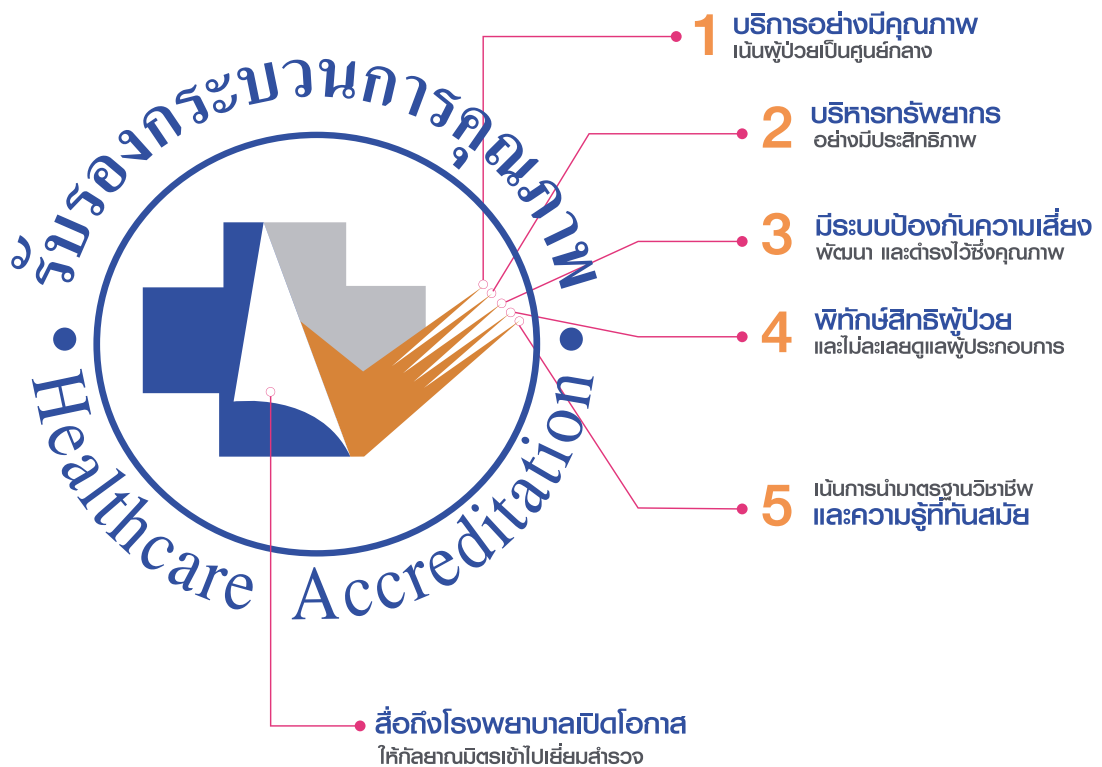 รับรองกระบวนการคุณภาพ
• Healthcare Accreditation •
1 บริการอย่างมีคุณภาพ
เน้นผู้ป่วยเป็นศูนย์กลาง
2 บริหารทรัพยากร
อย่างมีประสิทธิภาพ
3 มีระบบป้องกันความเสี่ยง
พัฒนา และดำรงไว้ซึ่งคุณภาพ
4 พิทักษ์สิทธิผู้ป่วย
และไม่ละเลยดูแลผู้ประกอบการ
5 เน้นการนำมาตรฐานวิชาชีพ
และความรู้ที่ทันสมัย
สื่อถึงโรงพยาบาลเปิดโอกาส
ให้กัลยาณมิตรเข้าไปเยี่ยมสำรวจ